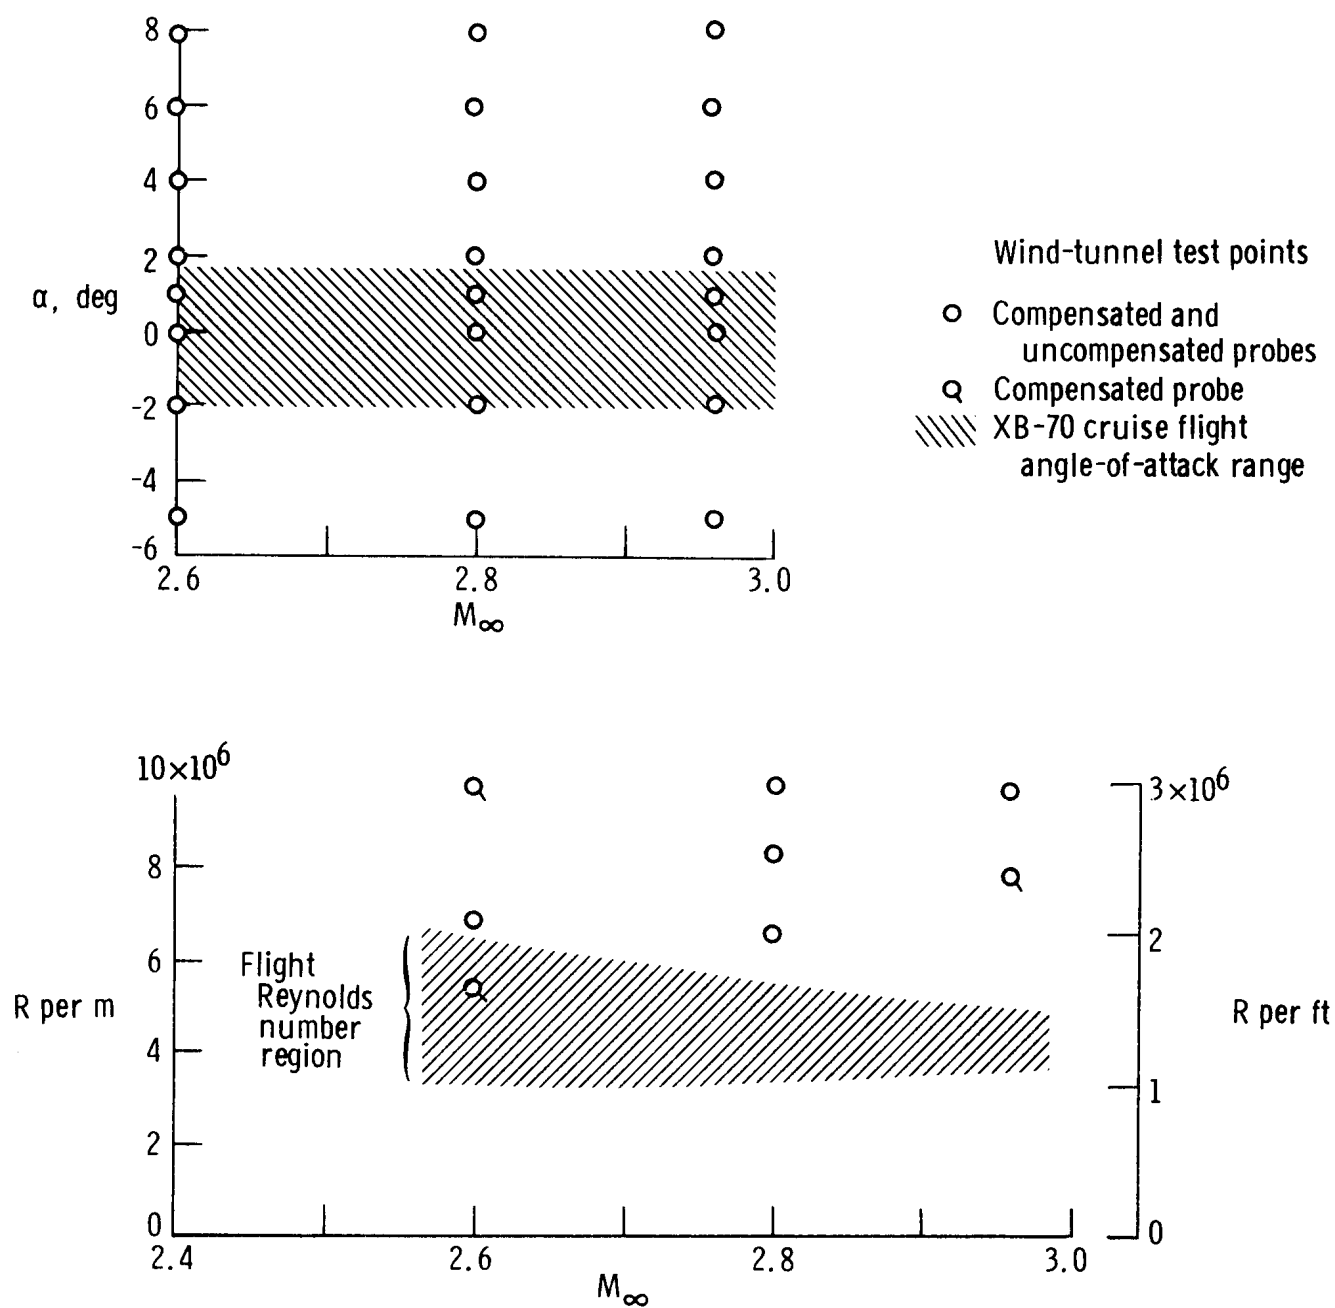 8
6
4
2
α, deg
0
-2
-4
-6
2.6 2.8 3.0
M∞
Wind-tunnel test points
Compensated and
uncompensated probes
Compensated probe
XB-70 cruise flight
angle-of-attack range
10×10⁶
8
6
R per m
4
2
0
Flight
Reynolds
number
region
3×10⁶
2
R per ft
1
0
2.4 2.6 2.8 3.0
M∞